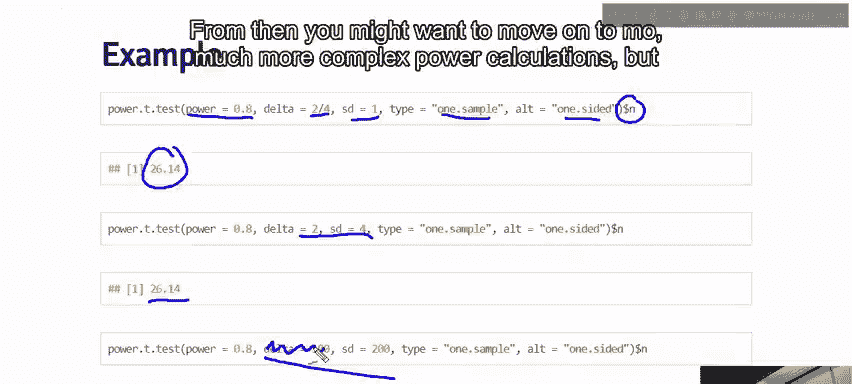 From then you might want to move on to mo,
Example much more complex power calculations, but
power.t.test(power = 0.8, delta = 2/4, sd = 1, type = "one.sample", alt = "one.sided")$n
## [1] 26.14
power.t.test(power = 0.8, delta = 2, sd = 4, type = "one.sample", alt = "one.sided")$n
## [1] 26.14
power.t.test(power = 0.8, sd = 200, type = "one.sample", alt = "one.sided")$n